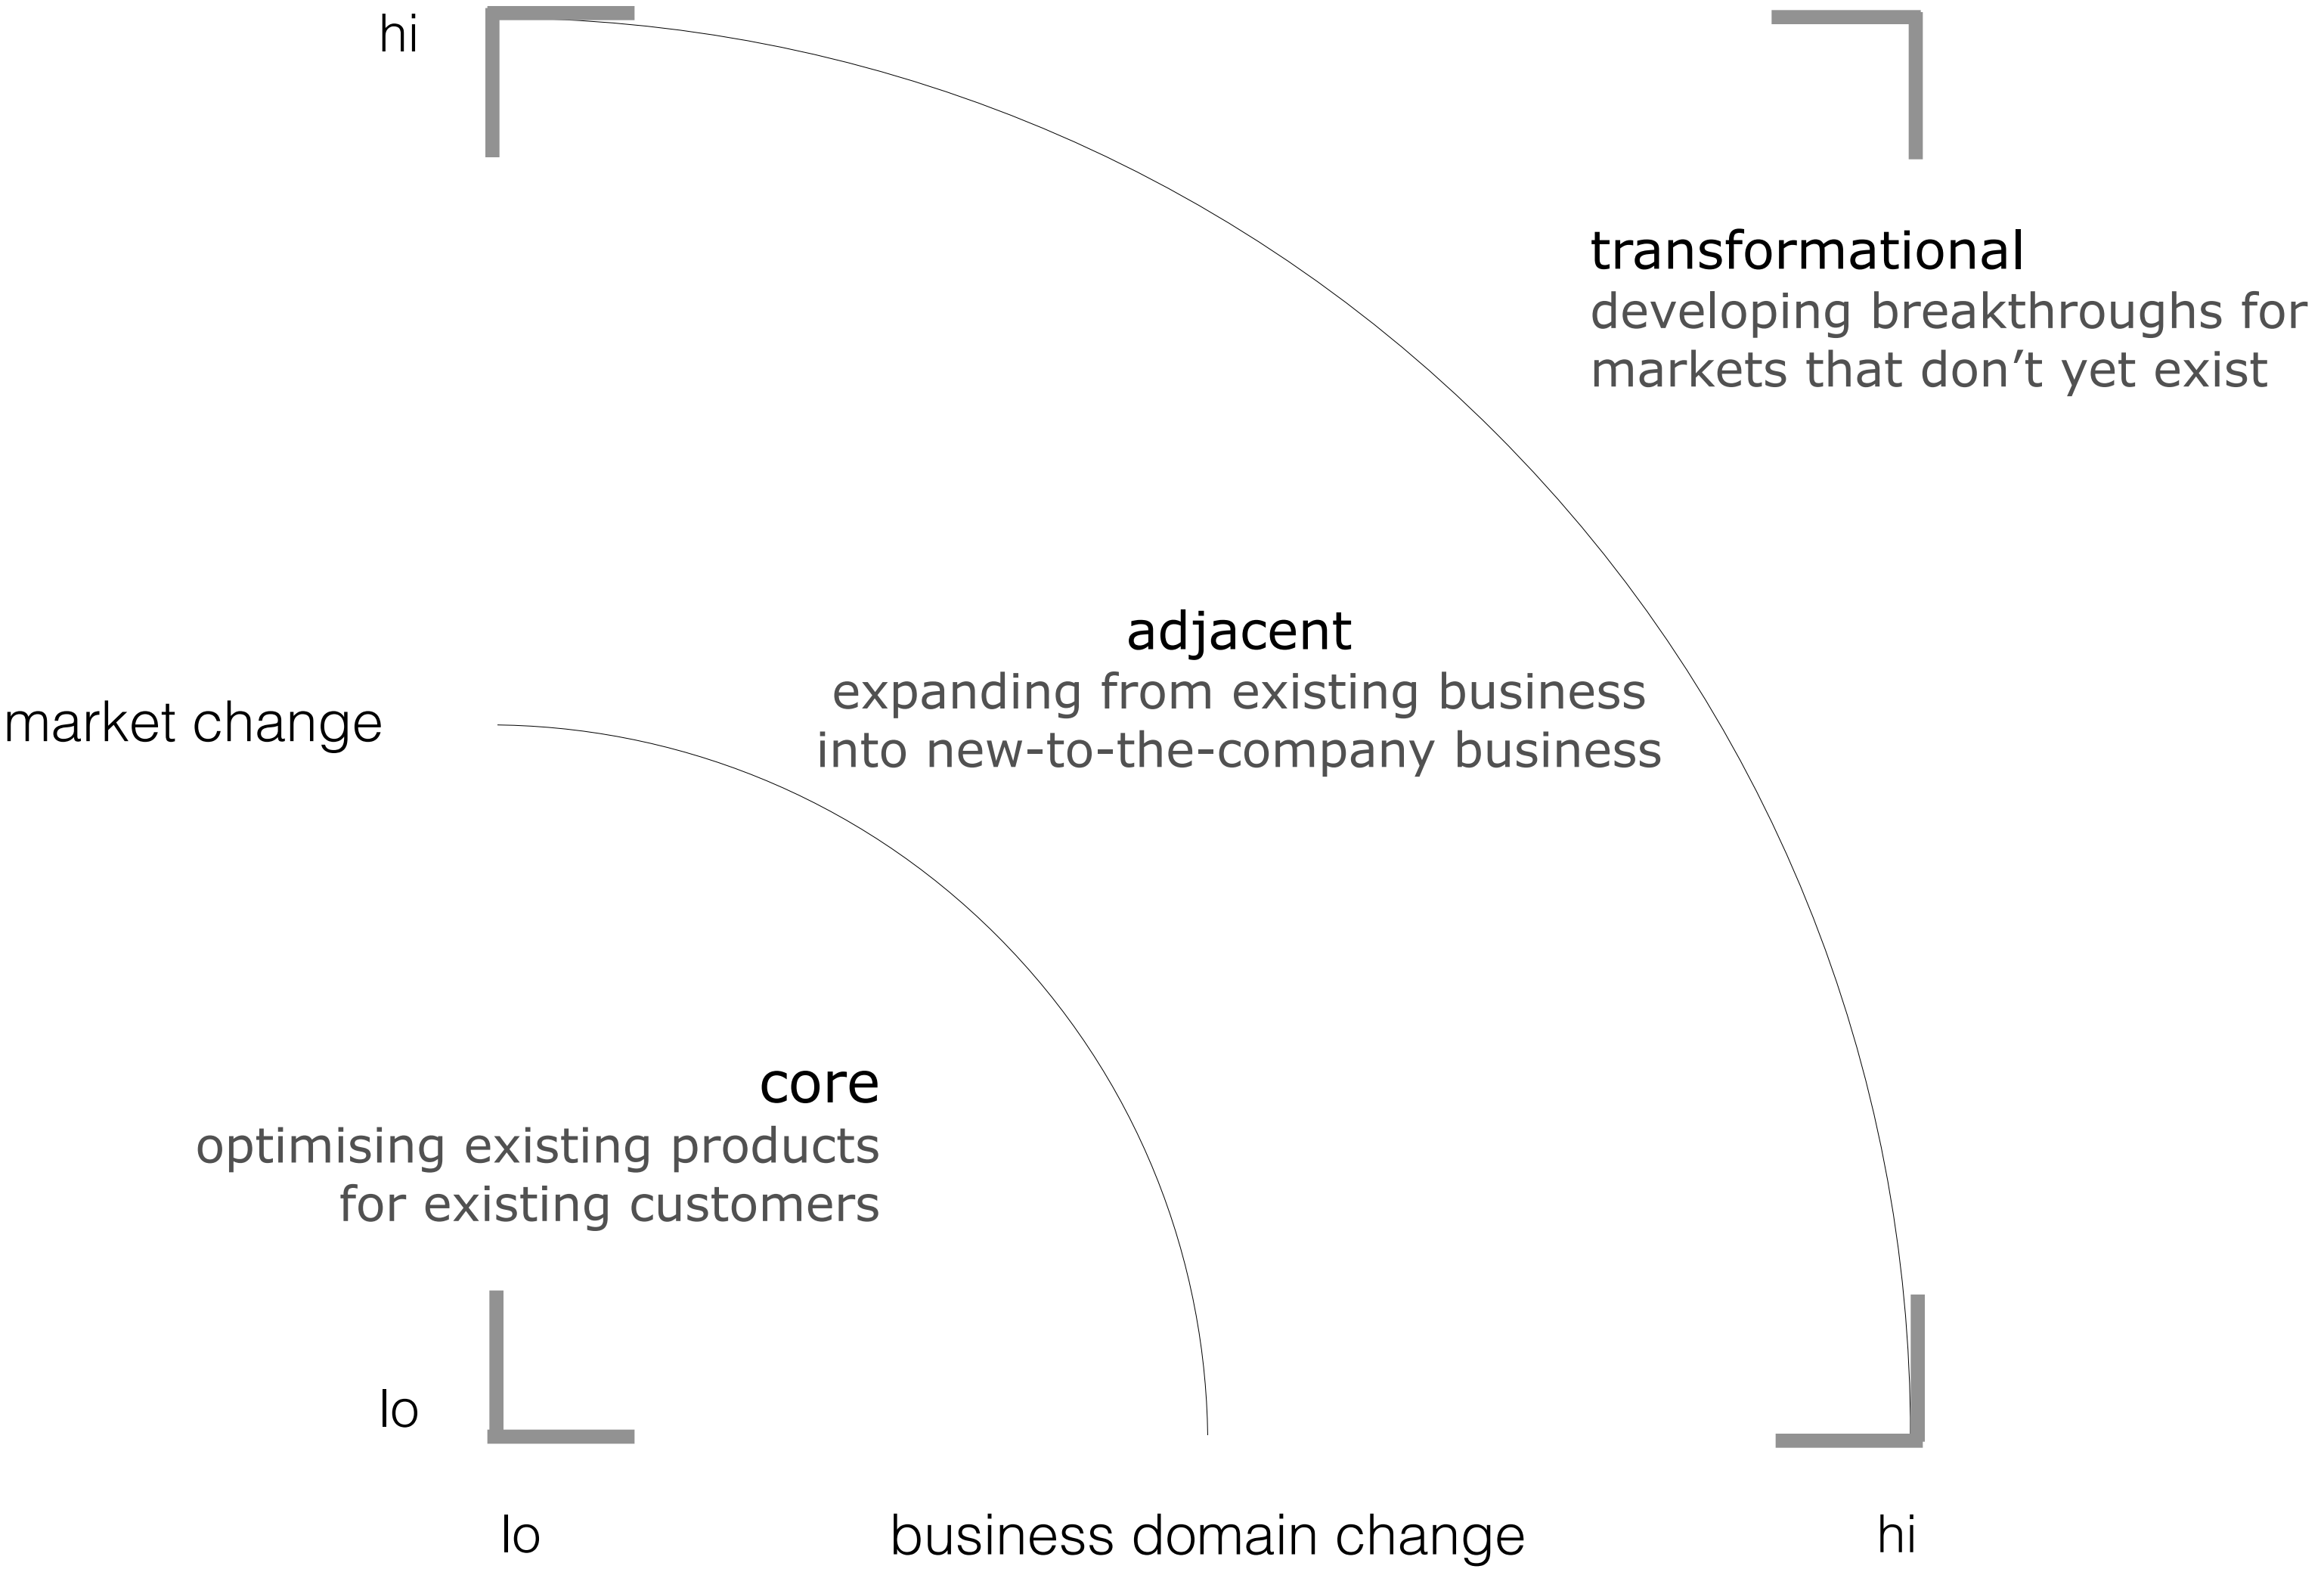 hi
transformational
developing breakthroughs for
markets that don’t yet exist
adjacent
expanding from existing business
into new-to-the-company business
market change
core
optimising existing products
for existing customers
lo
lo
business domain change
hi